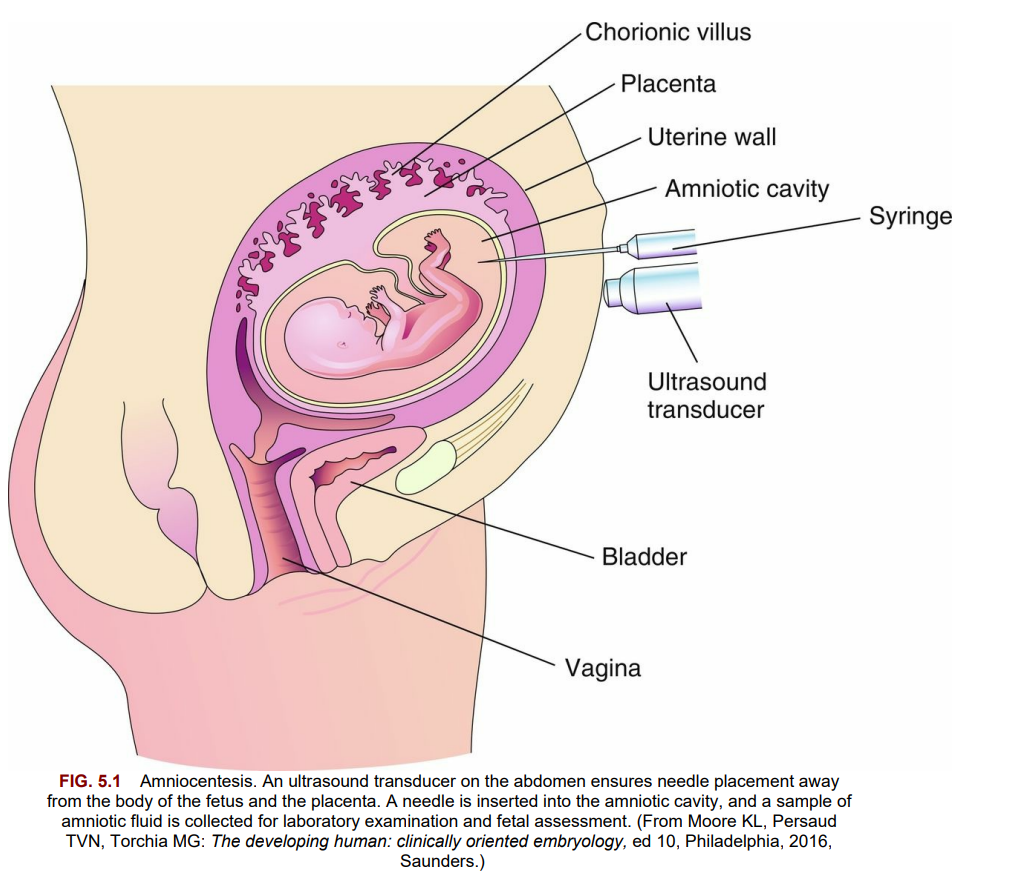 Chorionic villus
Placenta
Uterine wall
Amniotic cavity
Syringe
Ultrasound
transducer
Bladder
Vagina
FIG. 5.1 Amniocentesis. An ultrasound transducer on the abdomen ensures needle placement away
from the body of the fetus and the placenta. A needle is inserted into the amniotic cavity, and a sample of
amniotic fluid is collected for laboratory examination and fetal assessment. (From Moore KL, Persaud
TVN, Torchia MG: The developing human: clinically oriented embryology, ed 10, Philadelphia, 2016,
Saunders.)